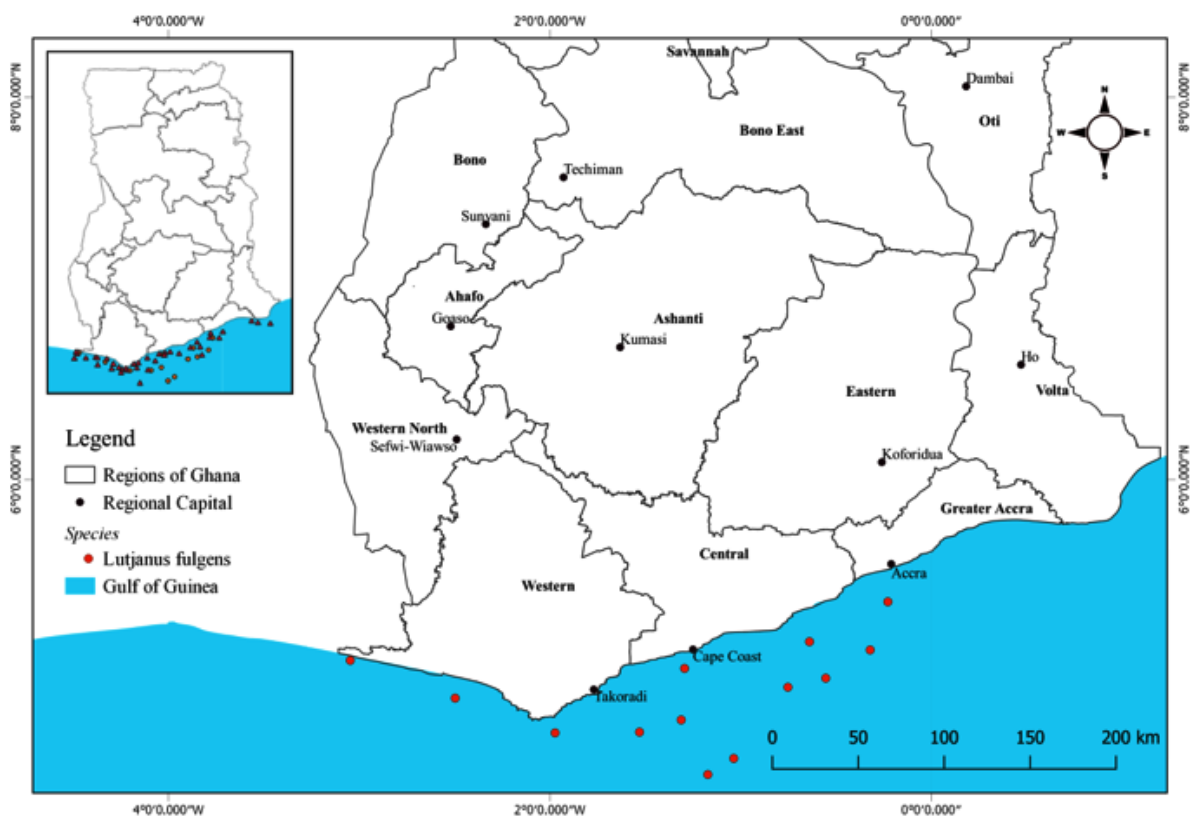 4°0'0.000"W 2°0'0.000"W 0°0'0.000"
8°0'0.000"N 8°0'0.000"N
Savannah
Dambai
N
W E
S
Oti
Bono East
Bono
Techiman
Sunyani
Ahafo
Goaso
Ashanti
Kumasi
Ho
Volta
Eastern
Western North
Sefwi-Wiawso
Koforidua
6°0'0.000"N 6°0'0.000"N
Greater Accra
Central
Accra
Western
Cape Coast
Takoradi
Legend
Regions of Ghana
Regional Capital
Species
Lutjanus fulgens
Gulf of Guinea
0 50 100 150 200 km
4°0'0.000"W 2°0'0.000"W 0°0'0.000"